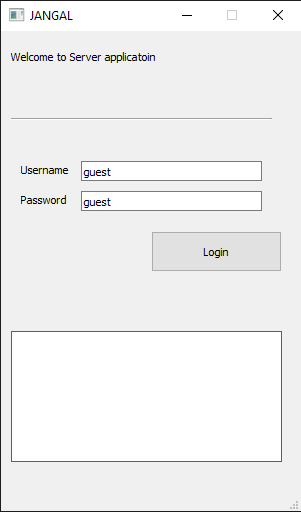 JANGAL
Welcome to Server applicatoin
Username guest
Password guest
Login